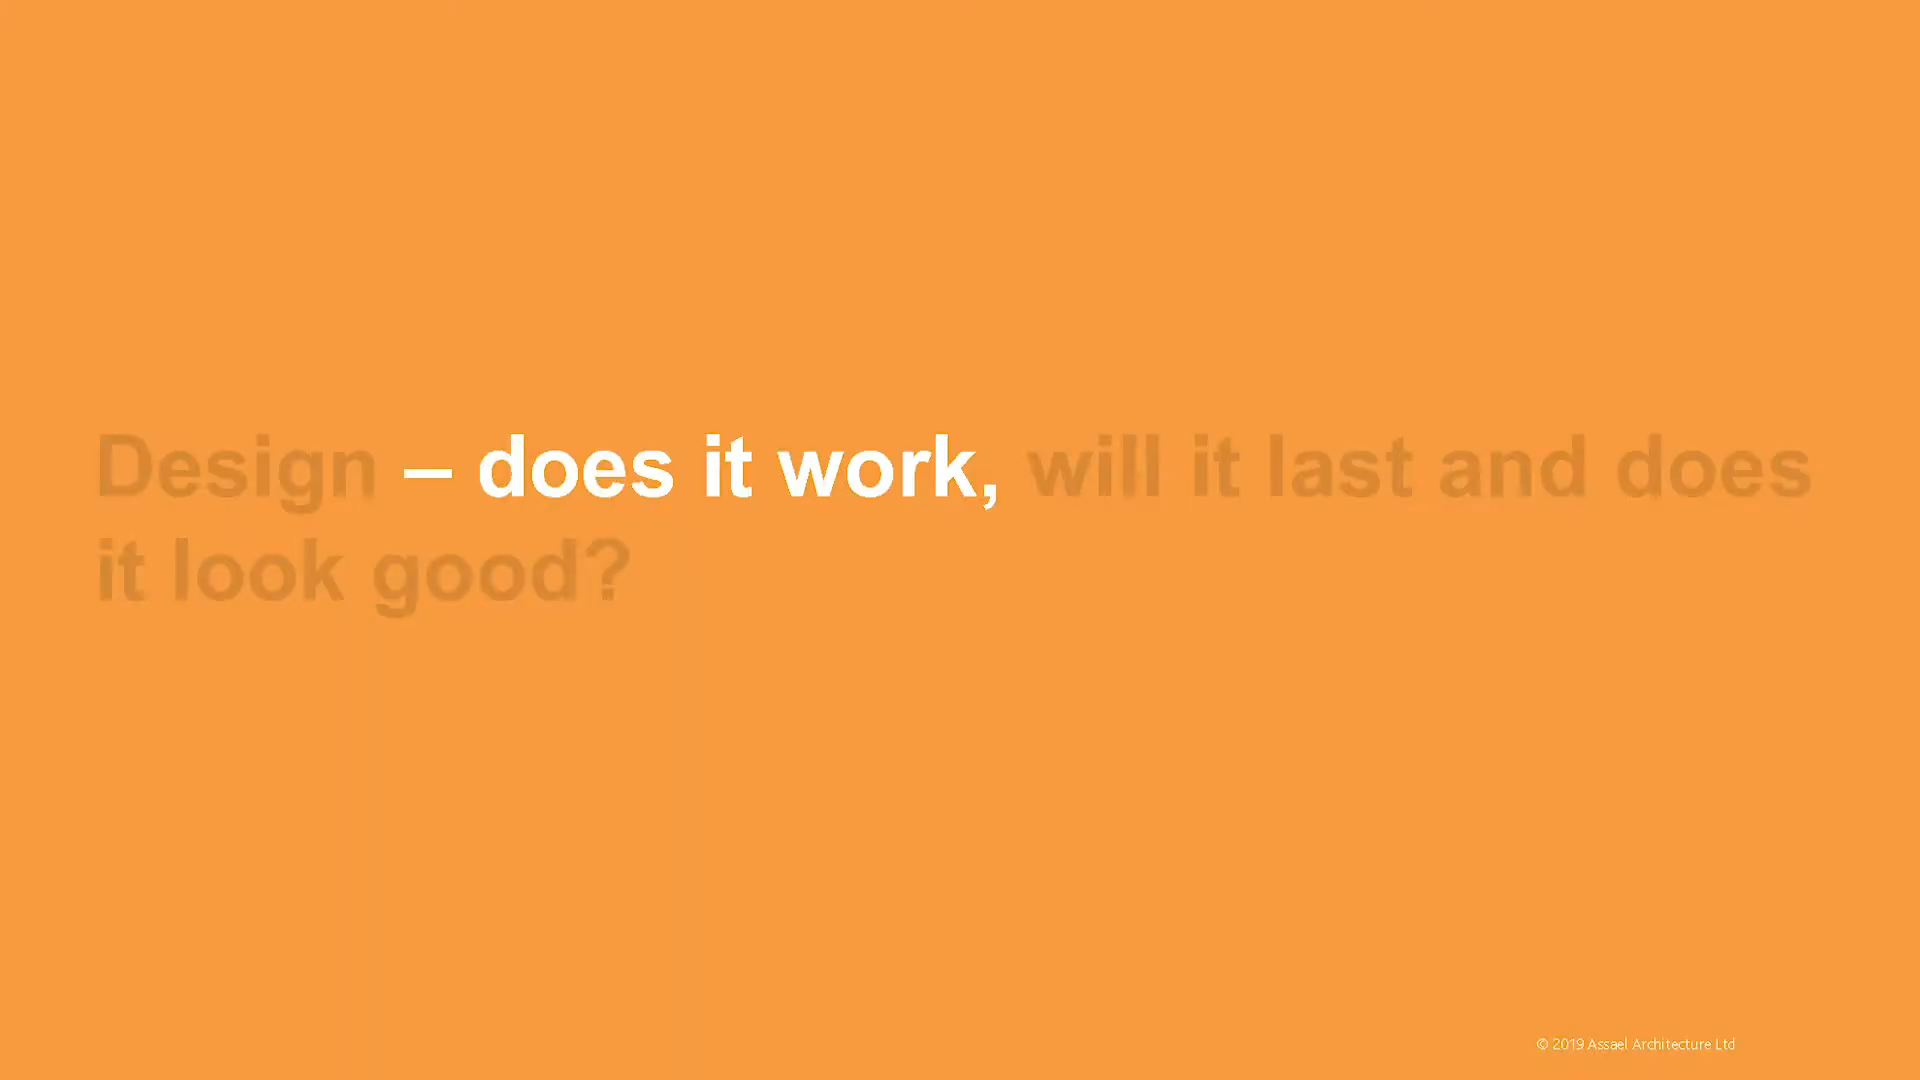 Design – does it work, will it last and does
it look good?
© 2019 Assael Architecture Ltd